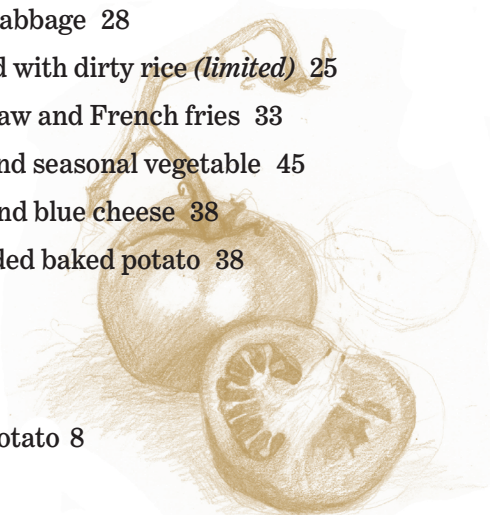 abbage 28
d with dirty rice (limited) 25
aw and French fries 33
nd seasonal vegetable 45
nd blue cheese 38
ded baked potato 38
otato 8